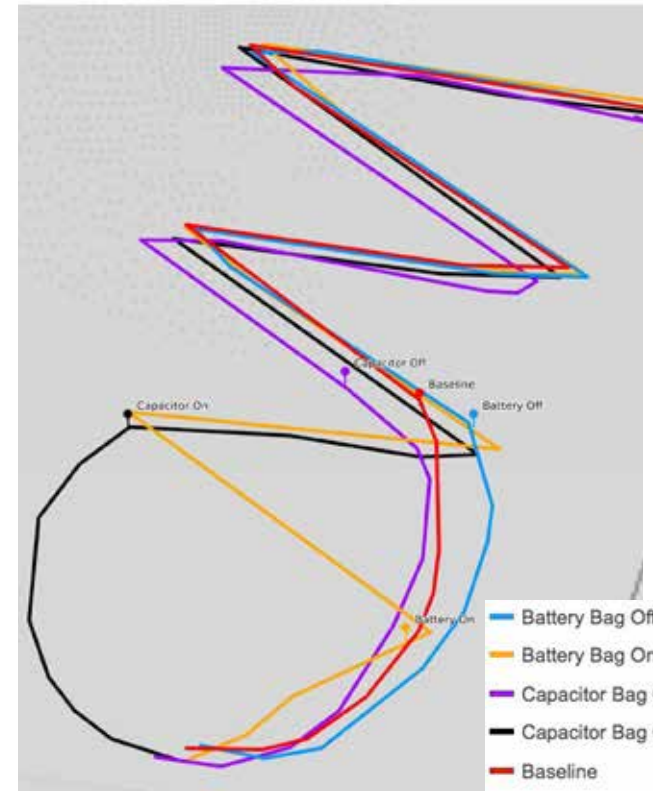 Capacitor Off
Baseline
Capacitor On
Battery Off
Battery On
Battery Bag Off
Battery Bag On
Capacitor Bag
Capacitor Bag
Baseline